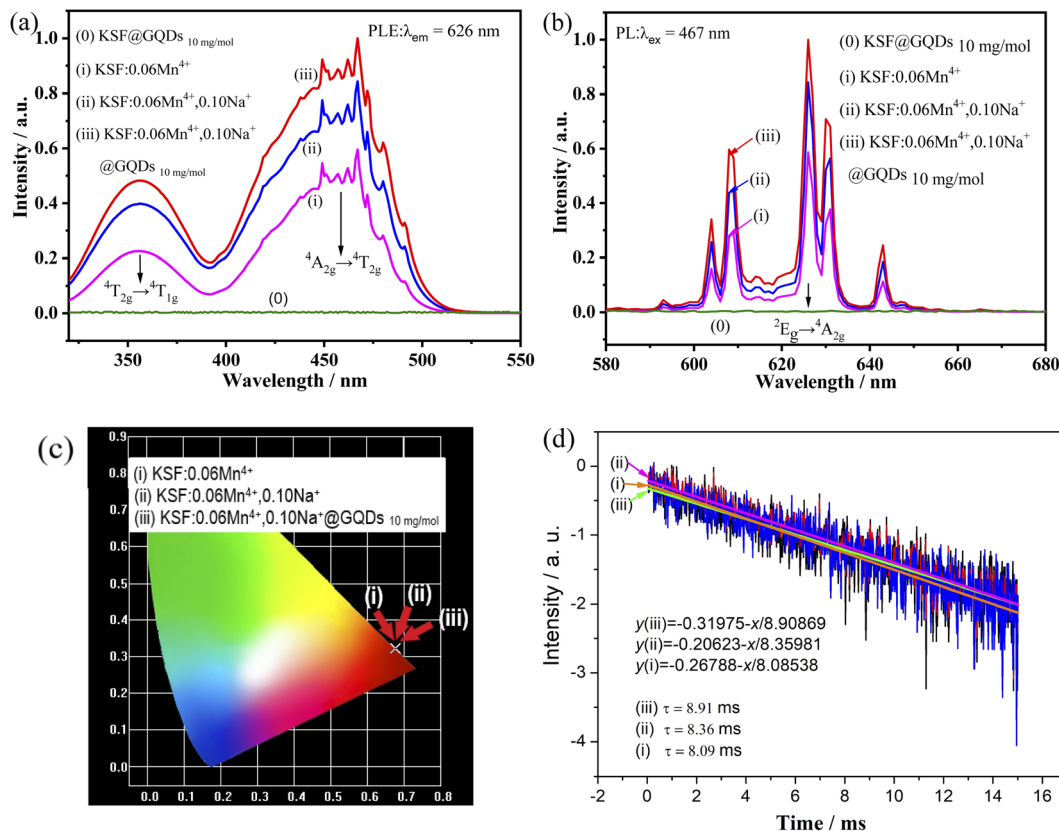 (a)
PLE:λem = 626 nm
(0) KSF@GQDs 10 mg/mol
(i) KSF:0.06Mn⁴⁺
(ii) KSF:0.06Mn⁴⁺,0.10Na⁺
(iii) KSF:0.06Mn⁴⁺,0.10Na⁺
@GQDs 10 mg/mol
(iii)
(ii)
(i)
(0)
⁴T₂g→⁴T₁g
⁴A₂g→⁴T₂g
Intensity / a.u.
1.0
0.8
0.6
0.4
0.2
0.0
350 400 450 500 550
Wavelength / nm
(b)
PL:λex = 467 nm
(0) KSF@GQDs 10 mg/mol
(i) KSF:0.06Mn⁴⁺
(ii) KSF:0.06Mn⁴⁺,0.10Na⁺
(iii) KSF:0.06Mn⁴⁺,0.10Na⁺
@GQDs 10 mg/mol
(iii)
(ii)
(i)
(0)
²Eg→⁴A₂g
Intensity / a.u.
1.0
0.8
0.6
0.4
0.2
0.0
580 600 620 640 660 680
Wavelength / nm
(c)
(i) KSF:0.06Mn⁴⁺
(ii) KSF:0.06Mn⁴⁺,0.10Na⁺
(iii) KSF:0.06Mn⁴⁺,0.10Na⁺@GQDs 10 mg/mol
(i)
(ii)
(iii)
0.9
0.8
0.7
0.6
0.5
0.4
0.3
0.2
0.1
0.0
0.0 0.1 0.2 0.3 0.4 0.5 0.6 0.7 0.8
(d)
(ii)
(i)
(iii)
y(iii)=-0.31975-x/8.90869
y(ii)=-0.20623-x/8.35981
y(i)=-0.26788-x/8.08538
(iii) τ = 8.91 ms
(ii) τ = 8.36 ms
(i) τ = 8.09 ms
Intensity / a. u.
0
-1
-2
-3
-4
-2 0 2 4 6 8 10 12 14 16
Time / ms